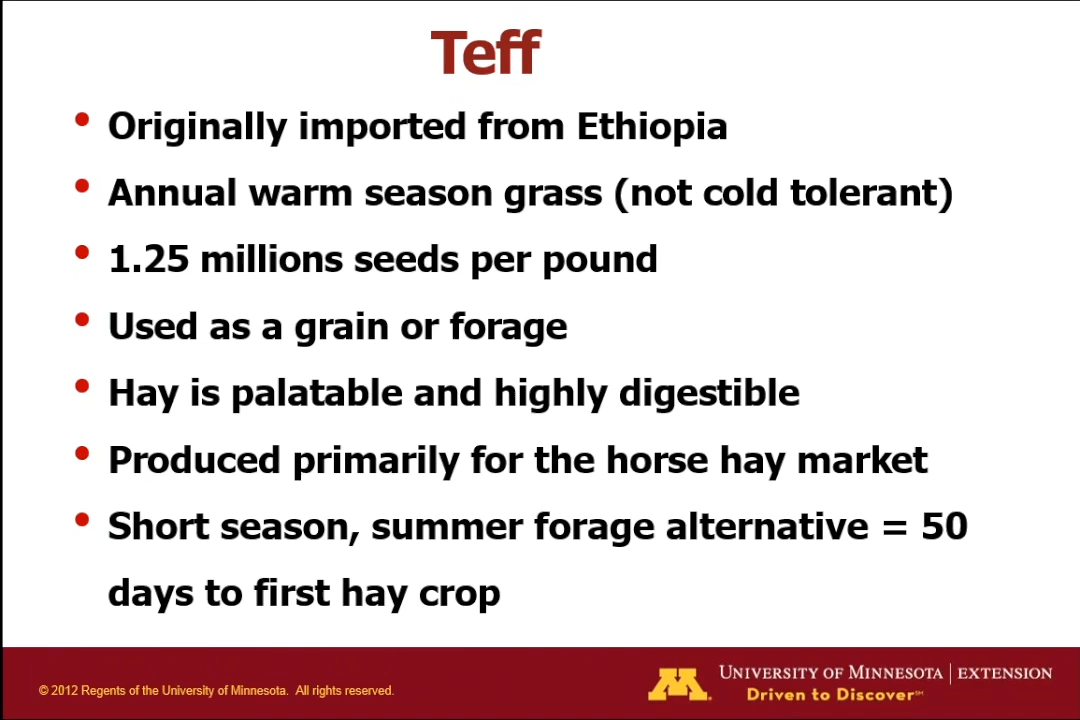 Teff
• Originally imported from Ethiopia
• Annual warm season grass (not cold tolerant)
• 1.25 millions seeds per pound
• Used as a grain or forage
• Hay is palatable and highly digestible
• Produced primarily for the horse hay market
• Short season, summer forage alternative = 50
days to first hay crop
© 2012 Regents of the University of Minnesota. All rights reserved.
M
UNIVERSITY OF MINNESOTA | EXTENSION
Driven to Discover℠